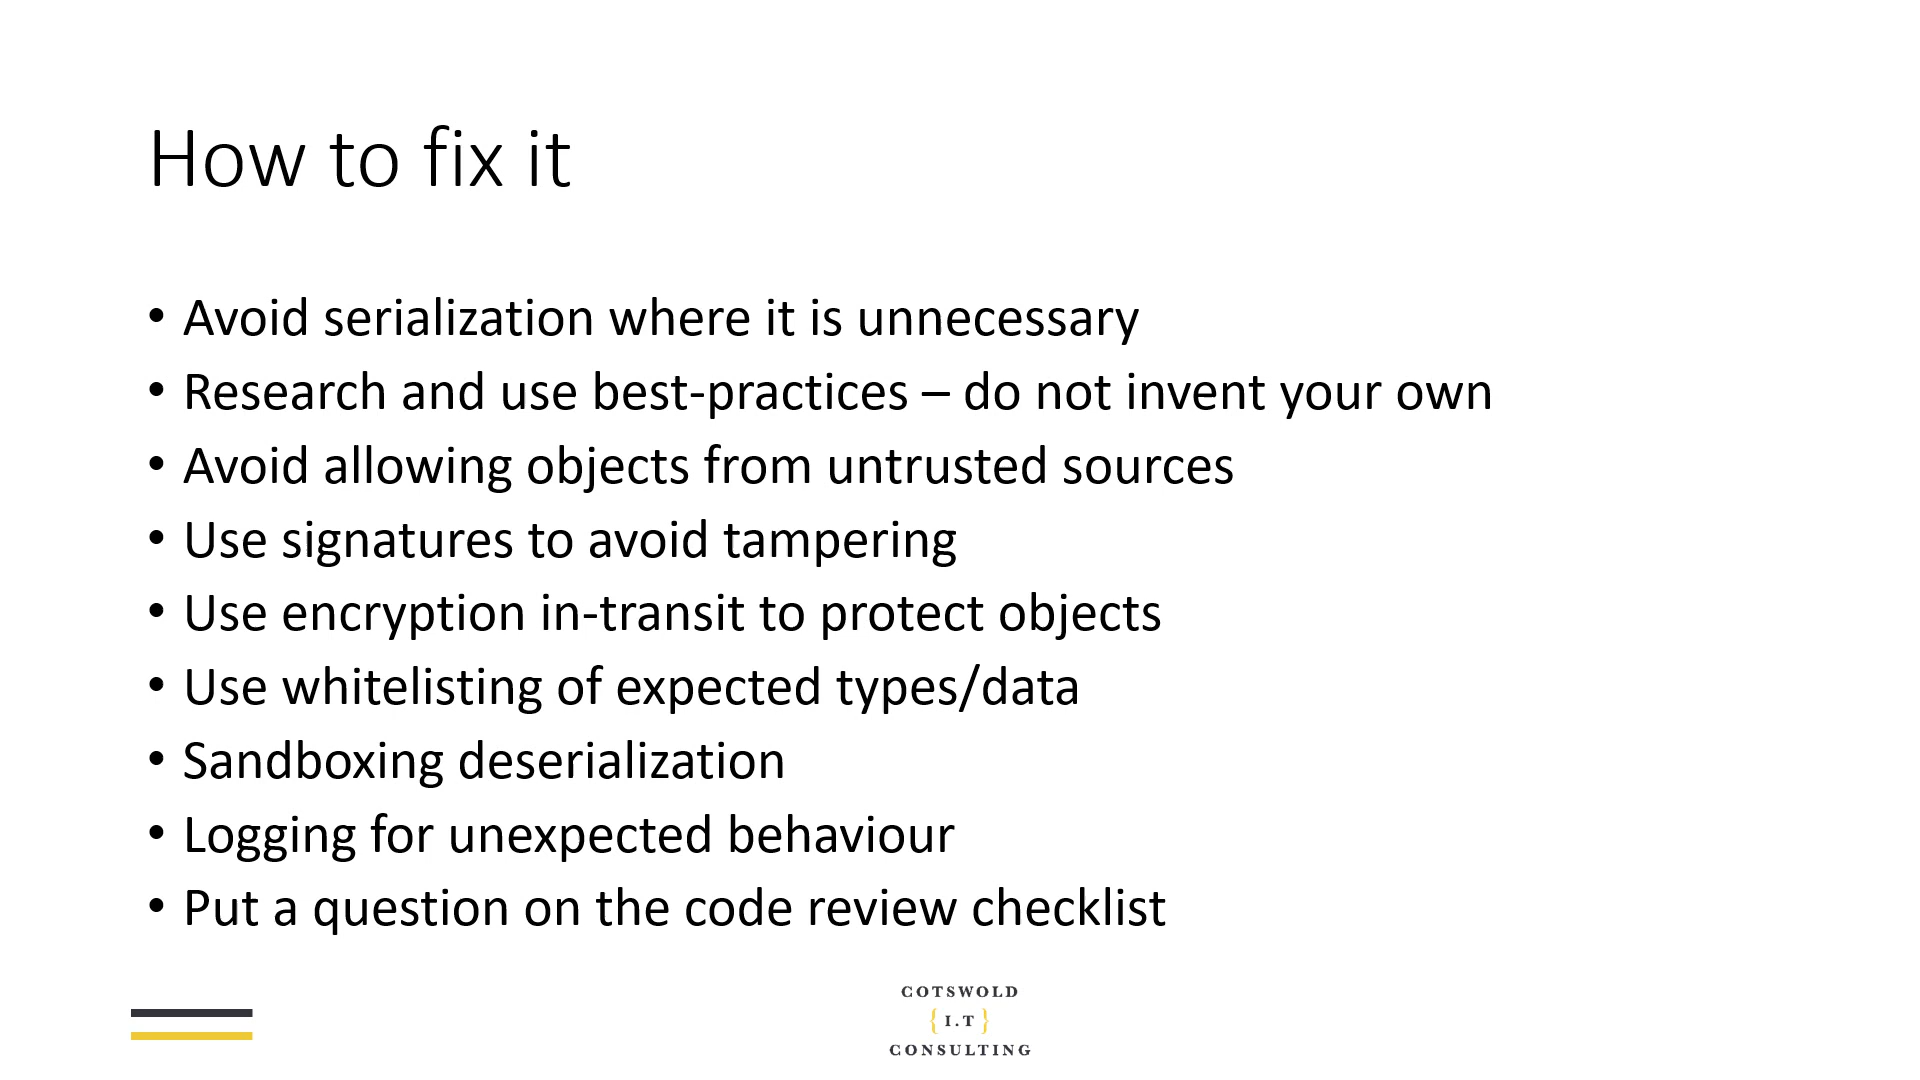 How to fix it
• Avoid serialization where it is unnecessary
• Research and use best-practices – do not invent your own
• Avoid allowing objects from untrusted sources
• Use signatures to avoid tampering
• Use encryption in-transit to protect objects
• Use whitelisting of expected types/data
• Sandboxing deserialization
• Logging for unexpected behaviour
• Put a question on the code review checklist
COTSWOLD
{ I.T }
CONSULTING